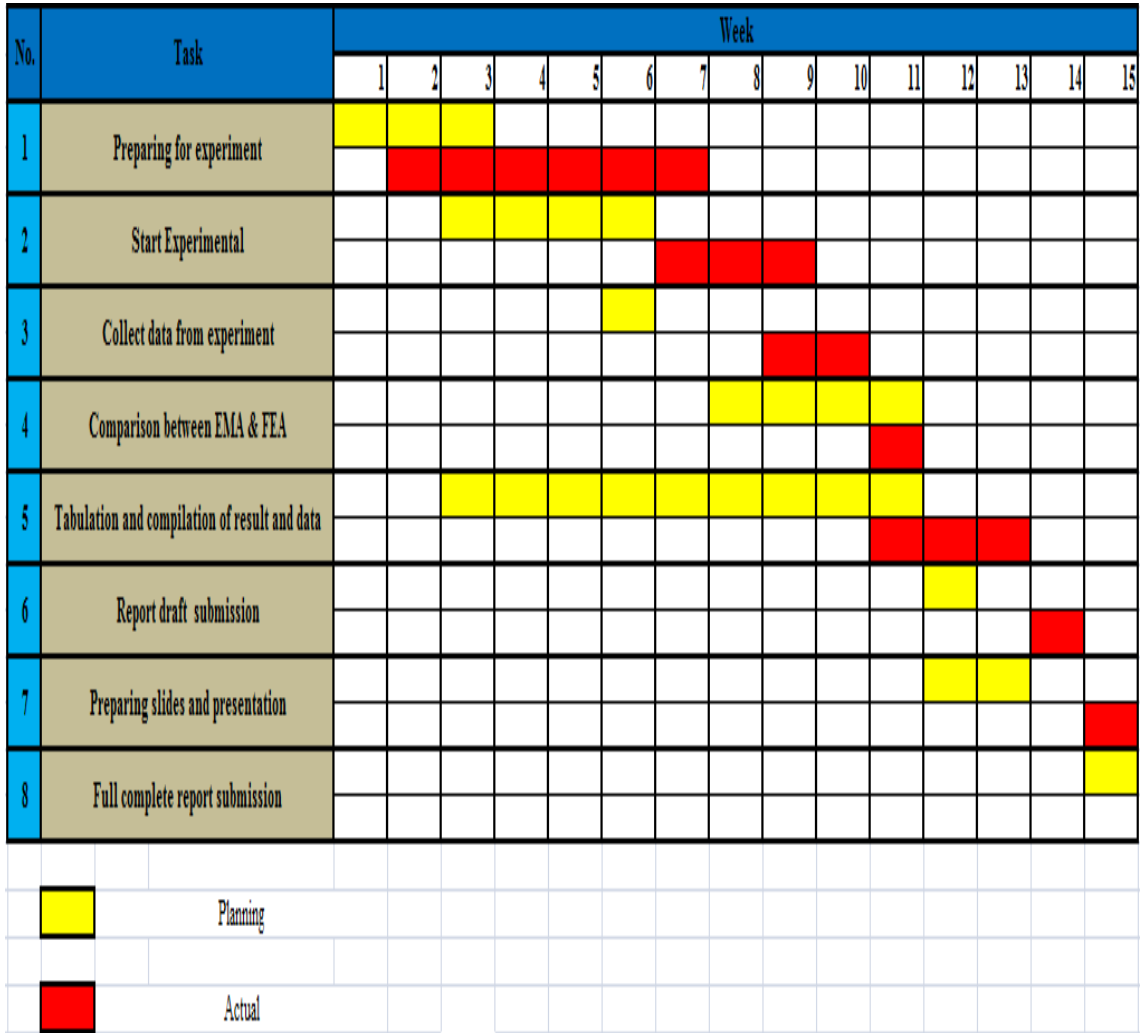 No. Task Week
1 2 3 4 5 6 7 8 9 10 11 12 13 14 15
1 Preparing for experiment
2 Start Experimental
3 Collect data from experiment
4 Comparison between EMA & FEA
5 Tabulation and compilation of result and data
6 Report draft submission
7 Preparing slides and presentation
8 Full complete report submission
Planning
Actual